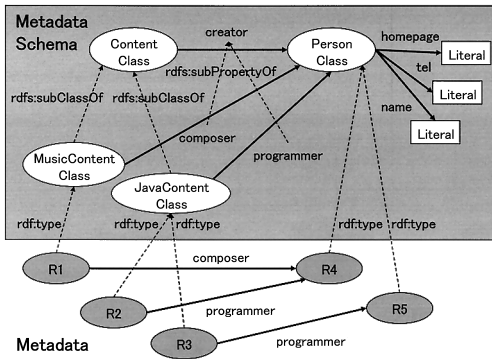 Metadata
Schema
Content
Class
creator
Person
Class
homepage
Literal
tel
Literal
name
Literal
rdfs:subPropertyOf
rdfs:subClassOf
rdfs:subClassOf
composer
programmer
MusicContent
Class
JavaContent
Class
rdf:type
rdf:type
rdf:type
rdf:type
rdf:type
R1
composer
R4
R2
programmer
R5
R3
programmer
Metadata